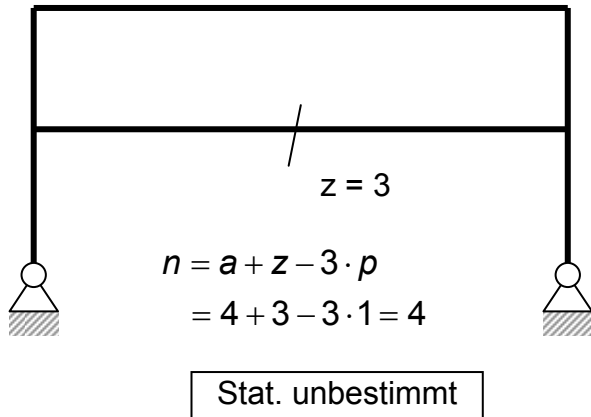 z = 3
n = a + z − 3 · p
= 4 + 3 − 3 · 1 = 4
Stat. unbestimmt